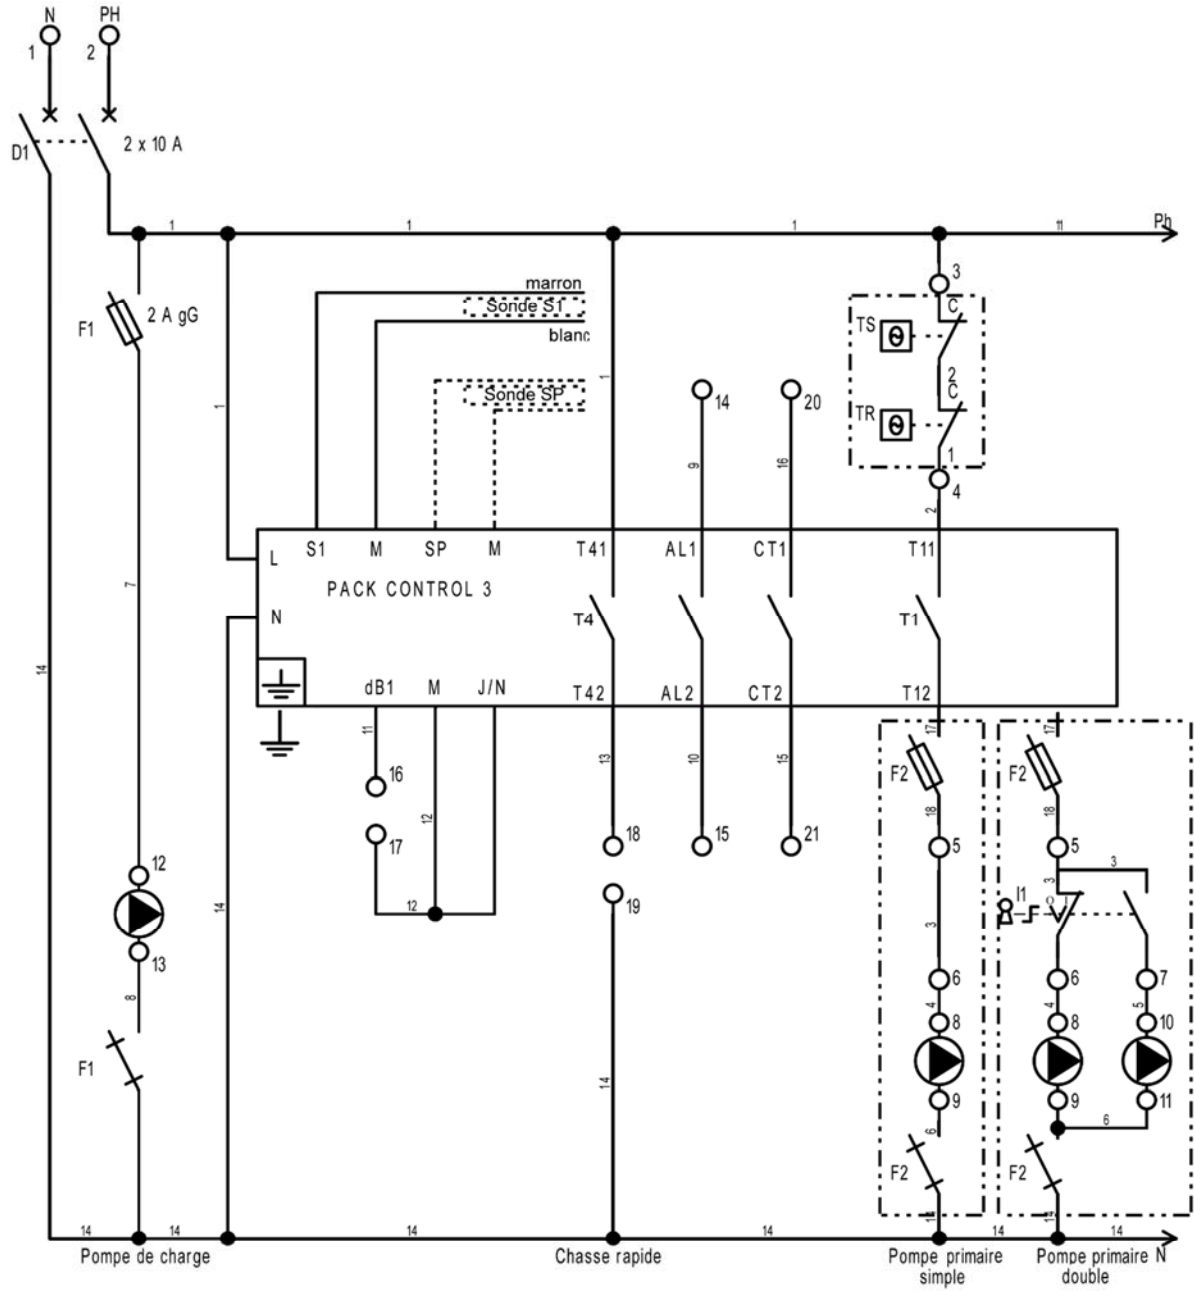 N PH
1 2
D1 2 x 10 A
1 1 1 11 Ph
3
marron
Sonde S1
blanc
F1 2 A gG
TS C
2
1 1
Sonde SP
14 20
TR C
1
9 16
4
2
L S1 M SP M T41 AL1 CT1 T11
PACK CONTROL 3
7
N T4 T1
14
dB1 M J/N T42 AL2 CT2 T12
11 13 10 15 17 17
16 F2 F2
12 18 18
17 18 15 21 5 5
12 3 3
14 12 19 3 I1 O I
13 6 6 7
8 4 4 5
8 8 10
F1 14
9 9 11
6 6
F2 F2
14 14 14 14 14 14
Pompe de charge Chasse rapide Pompe primaire simple Pompe primaire double N